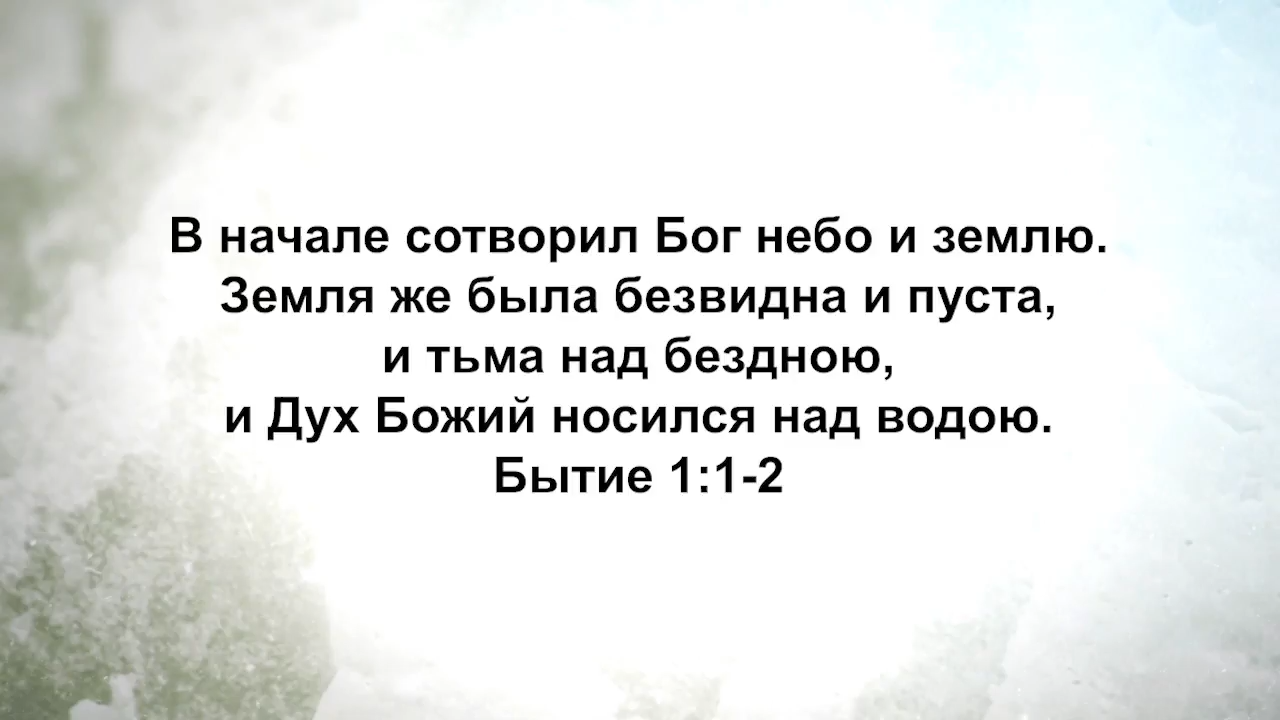 В начале сотворил Бог небо и землю.
Земля же была безвидна и пуста,
и тьма над бездною,
и Дух Божий носился над водою.
Бытие 1:1-2